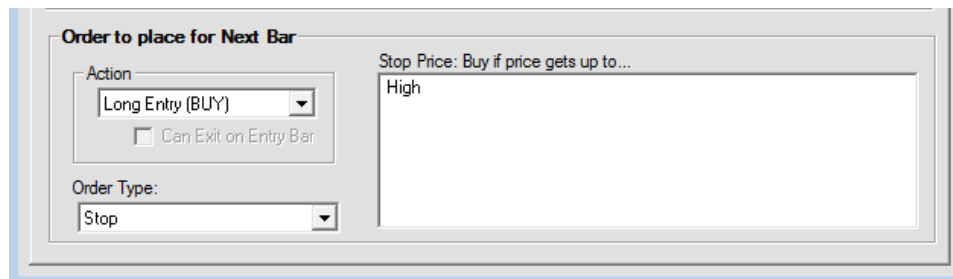 Order to place for Next Bar
Action
Long Entry (BUY)
Can Exit on Entry Bar
Order Type:
Stop
Stop Price: Buy if price gets up to...
High